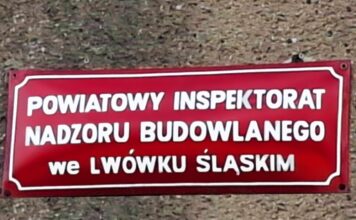 POWIATOWY INSPEKTORAT
NADZORU BUDOWLANEGO
we LWÓWKU ŚLĄSKIM